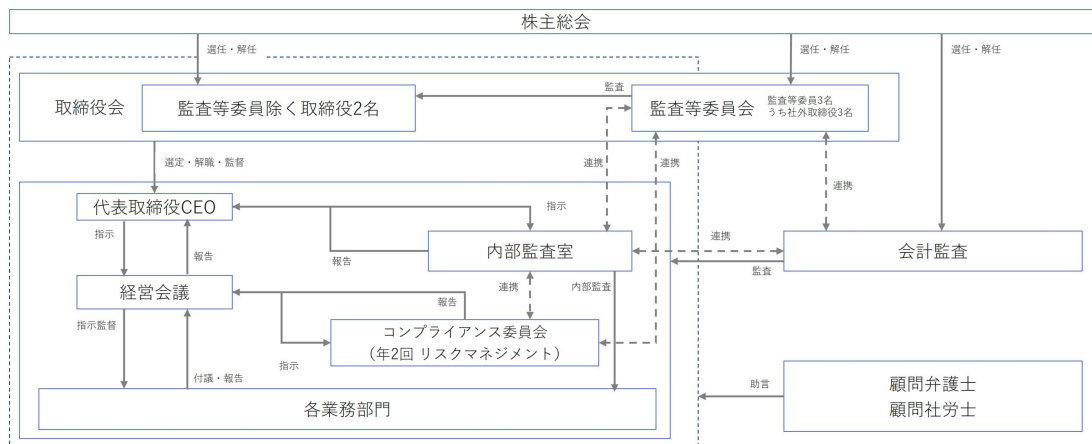 株主総会
選任・解任
選任・解任
選任・解任
取締役会
監査等委員除く取締役2名
監査
監査等委員会
監査等委員3名
うち社外取締役3名
選定・解職・監督
連携
連携
連携
代表取締役CEO
指示
指示
報告
報告
内部監査室
連携
会計監査
監査
経営会議
報告
連携
内部監査
指示監督
コンプライアンス委員会
(年2回 リスクマネジメント)
指示
付議・報告
助言
顧問弁護士
顧問社労士
各業務部門